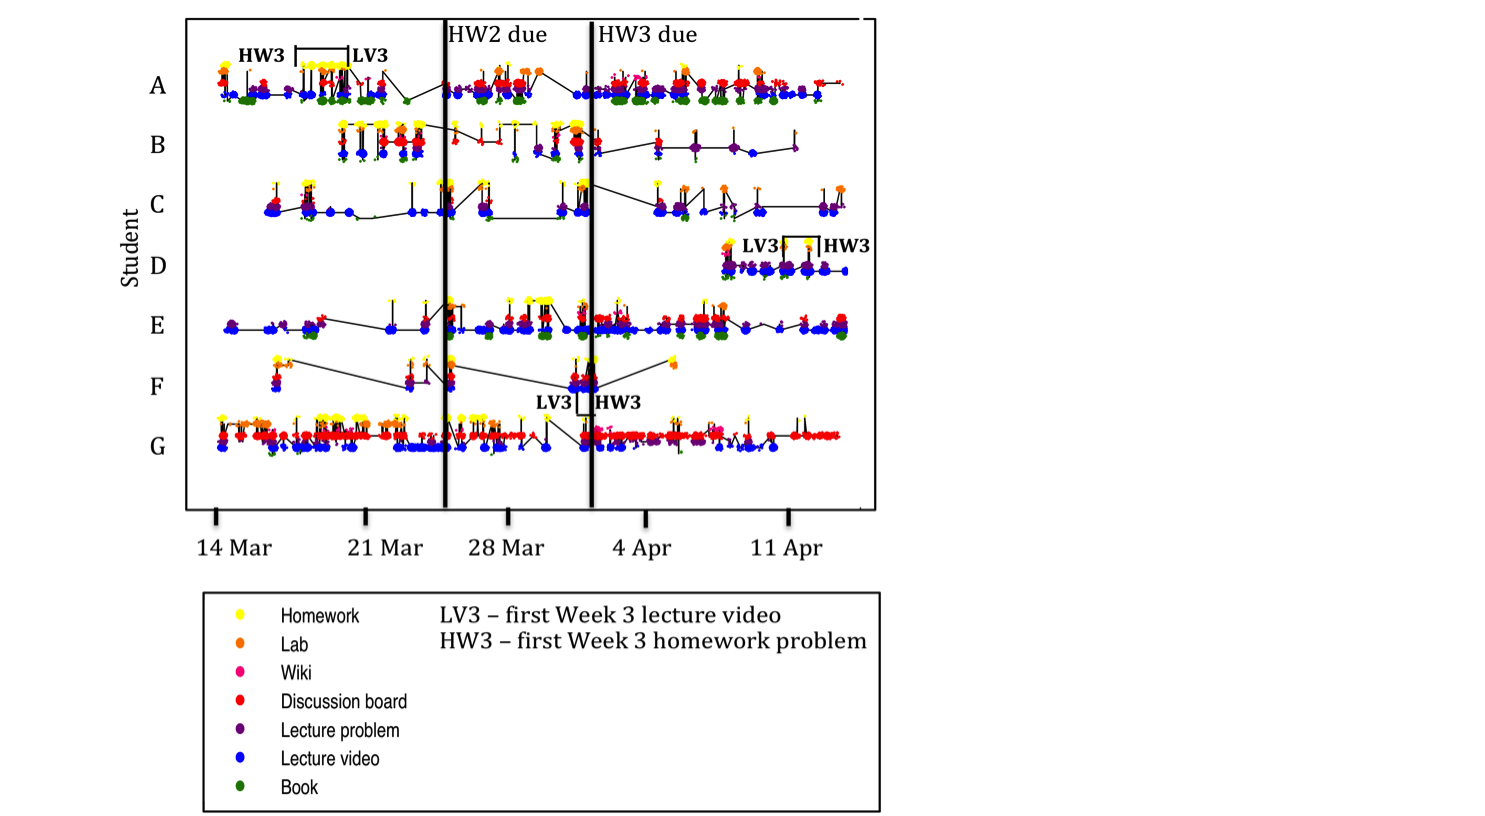 HW2 due
HW3 due
HW3
LV3
A
B
C
LV3
HW3
D
E
F
LV3
HW3
G
Student
14 Mar
21 Mar
28 Mar
4 Apr
11 Apr
Homework
Lab
Wiki
Discussion board
Lecture problem
Lecture video
Book
LV3 – first Week 3 lecture video
HW3 – first Week 3 homework problem